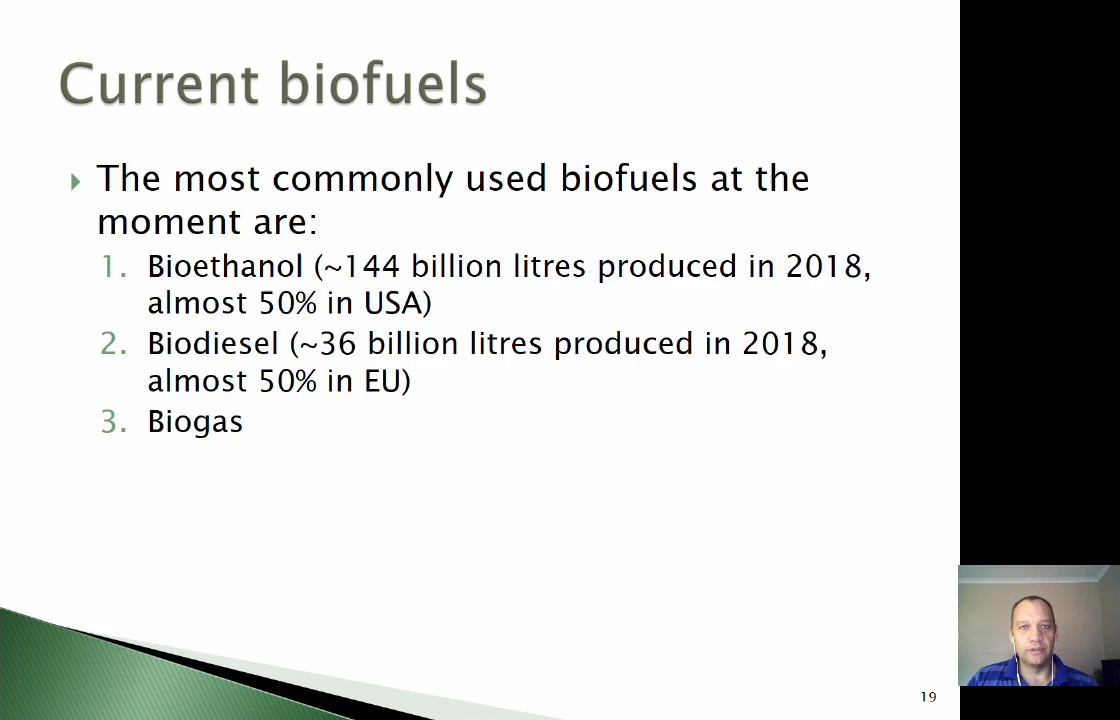 Current biofuels
The most commonly used biofuels at the
moment are:
1. Bioethanol (~144 billion litres produced in 2018,
almost 50% in USA)
2. Biodiesel (~36 billion litres produced in 2018,
almost 50% in EU)
3. Biogas
19